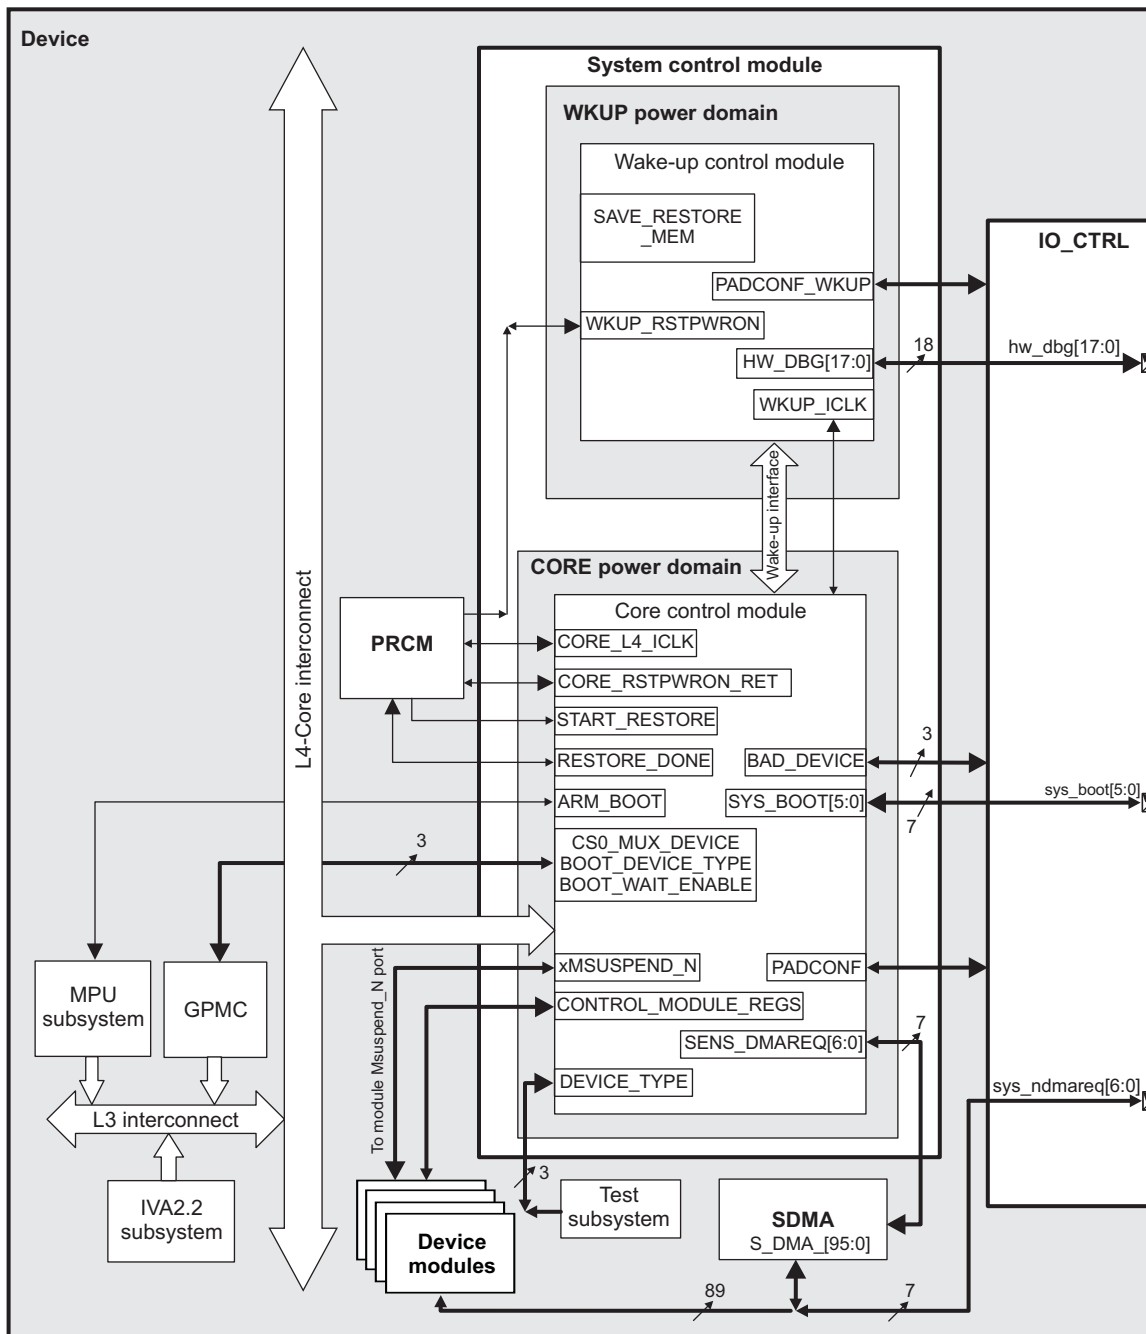 Device
System control module
WKUP power domain
Wake-up control module
SAVE_RESTORE
_MEM
IO_CTRL
PADCONF_WKUP
WKUP_RSTPWRON
18
hw_dbg[17:0]
HW_DBG[17:0]
WKUP_ICLK
Wake-up interface
CORE power domain
Core control module
L4-Core interconnect
PRCM
CORE_L4_ICLK
CORE_RSTPWRON_RET
START_RESTORE
3
RESTORE_DONE
BAD_DEVICE
sys_boot[5:0]
ARM_BOOT
SYS_BOOT[5:0]
7
3
CS0_MUX_DEVICE
BOOT_DEVICE_TYPE
BOOT_WAIT_ENABLE
To module Msuspend_N port
xMSUSPEND_N
PADCONF
MPU
subsystem
GPMC
CONTROL_MODULE_REGS
7
SENS_DMAREQ[6:0]
DEVICE_TYPE
sys_ndmareq[6:0]
L3 interconnect
3
IVA2.2
subsystem
Test
subsystem
SDMA
S_DMA_[95:0]
Device
modules
89
7